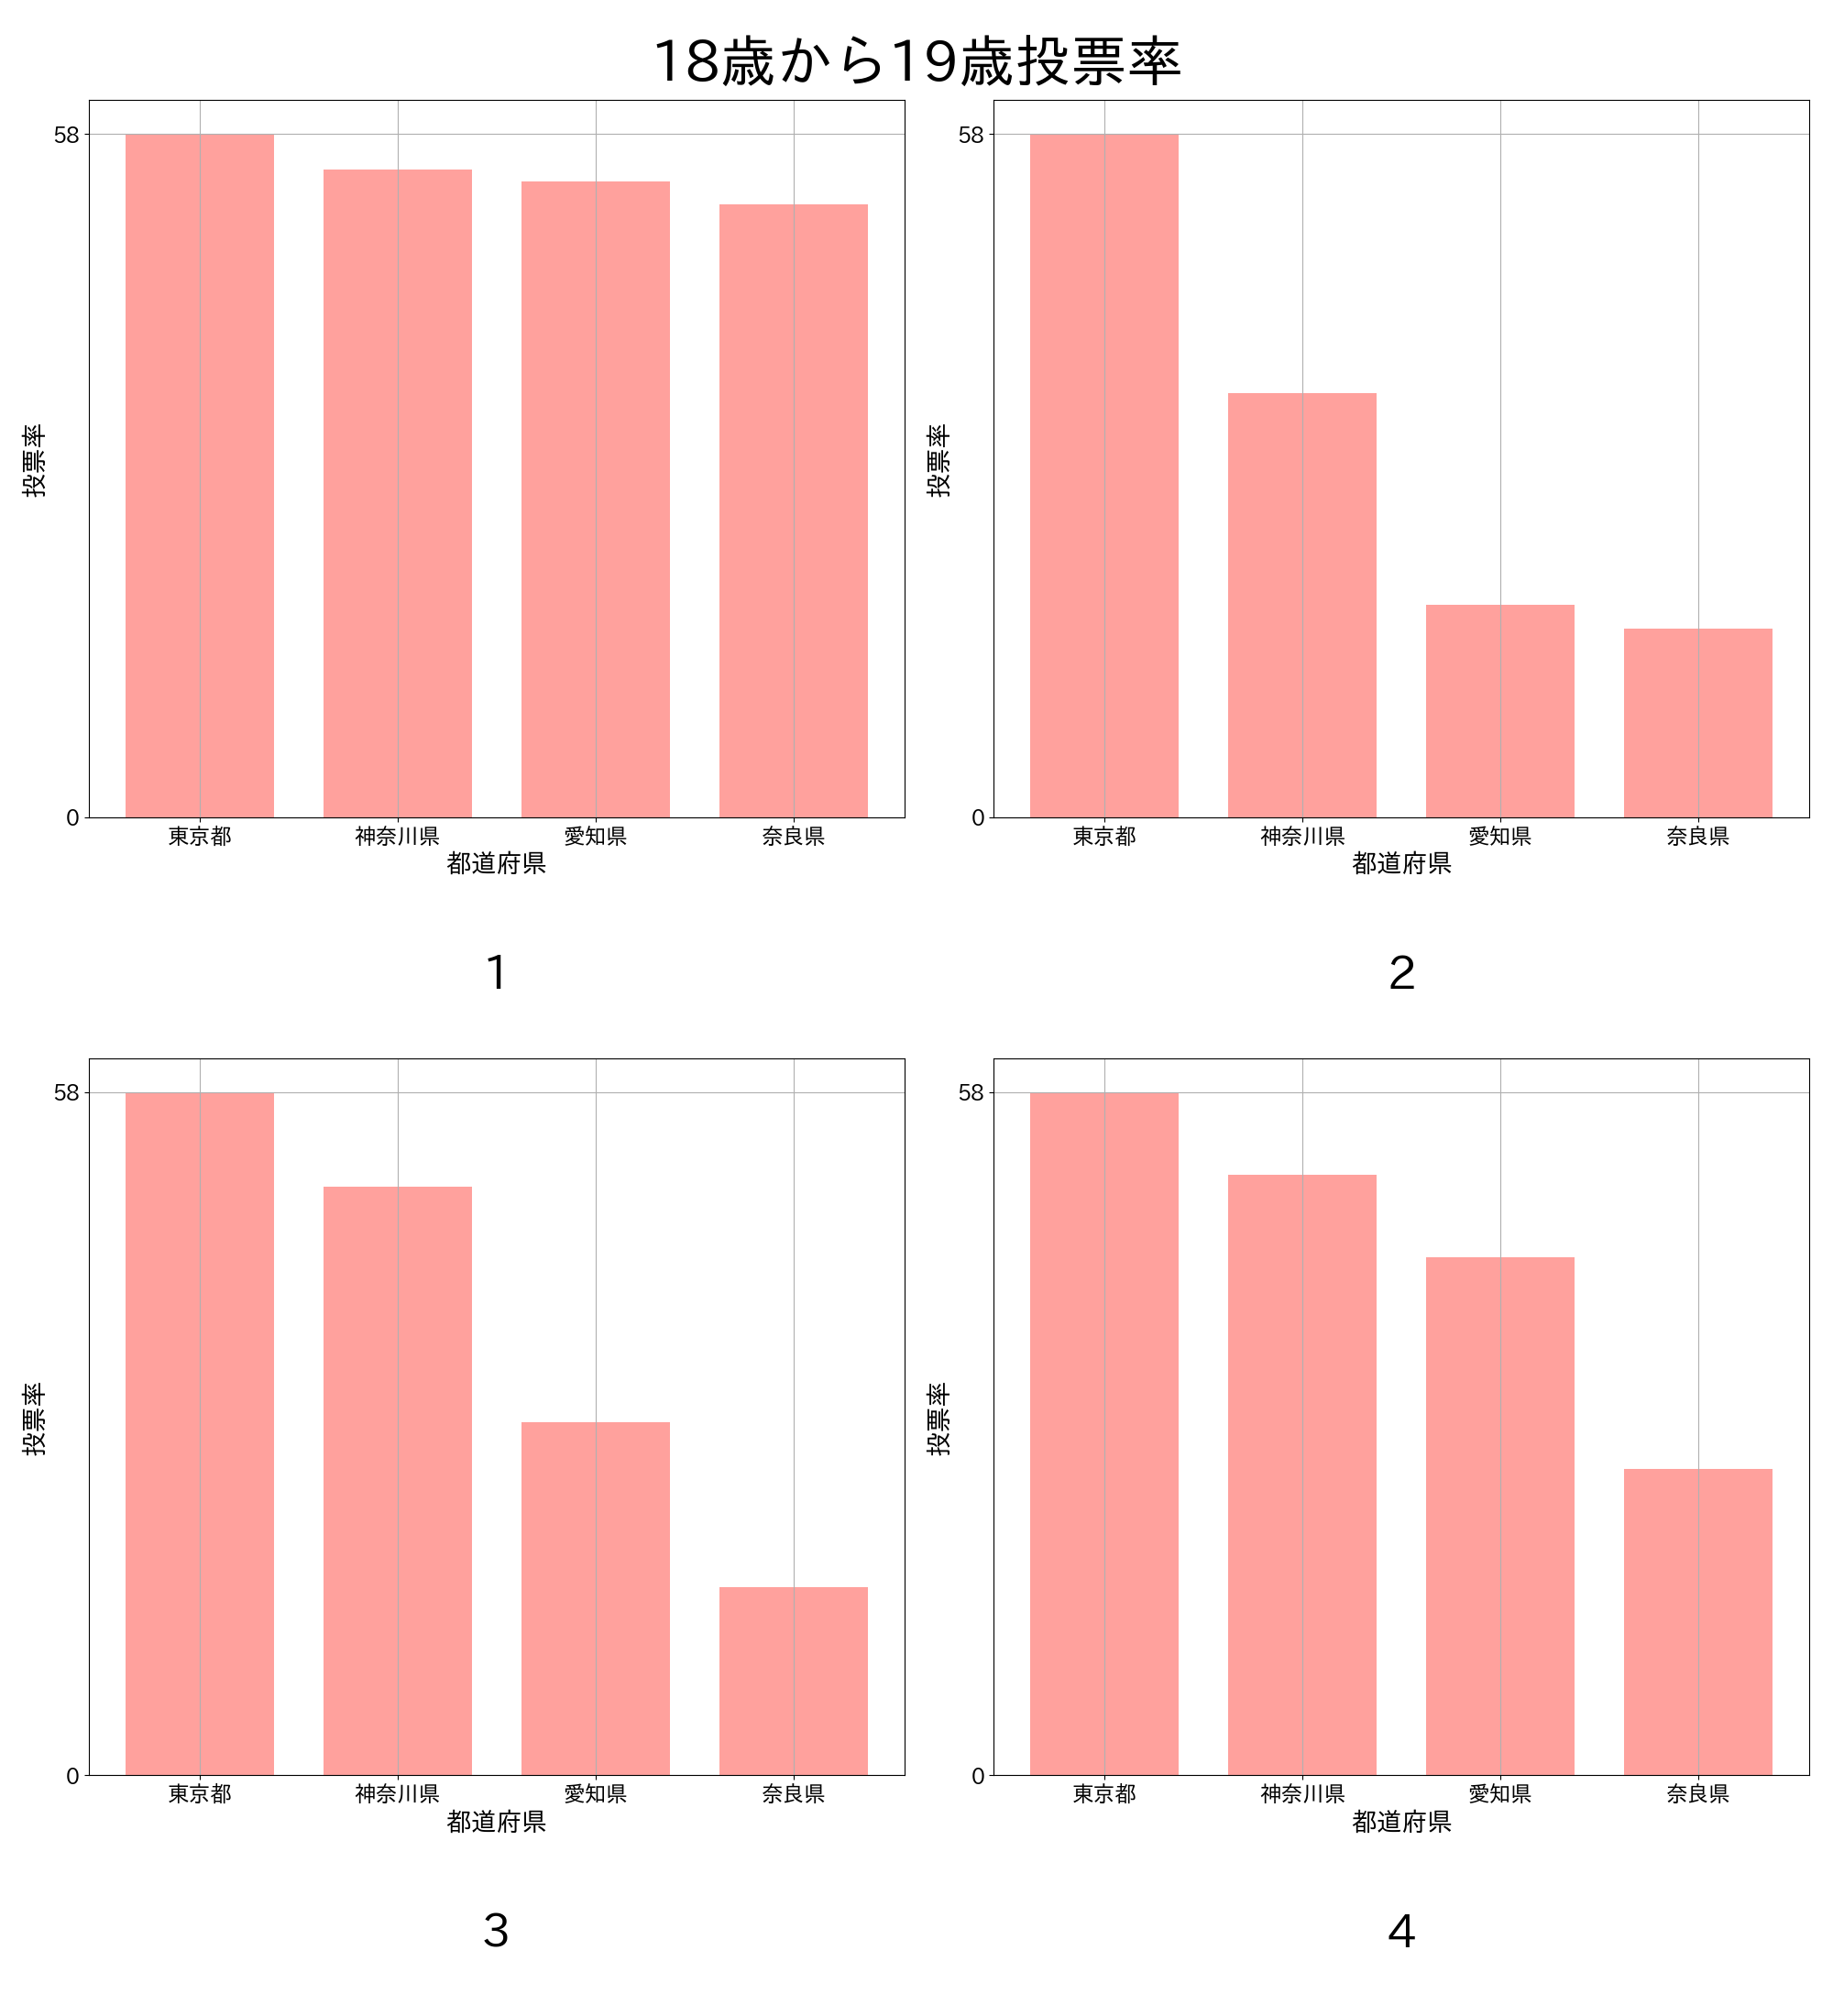 18歳から19歳投票率
58
0
投票率
東京都 神奈川県 愛知県 奈良県
都道府県
1
58
0
投票率
東京都 神奈川県 愛知県 奈良県
都道府県
2
58
0
投票率
東京都 神奈川県 愛知県 奈良県
都道府県
3
58
0
投票率
東京都 神奈川県 愛知県 奈良県
都道府県
4